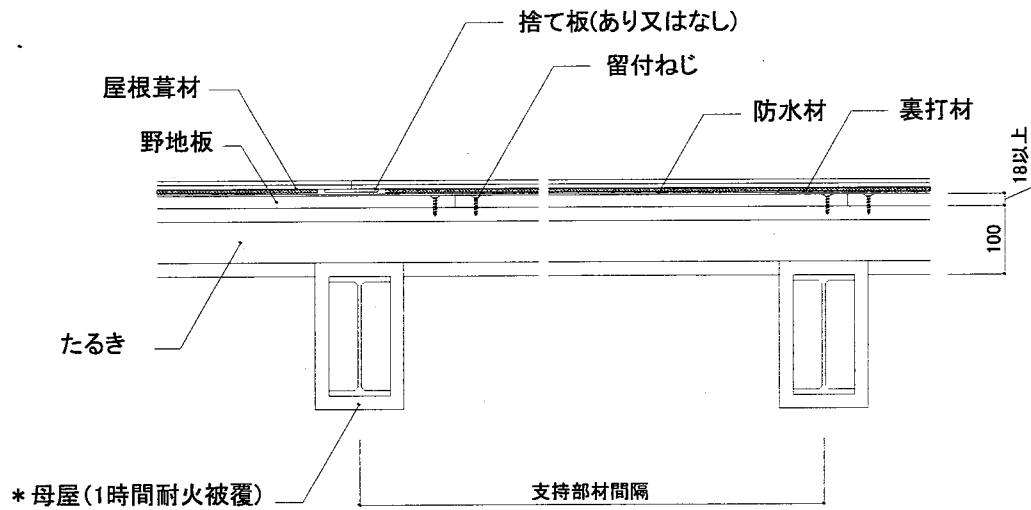 捨て板(あり又はなし)
留付ねじ
屋根葺材
防水材
裏打材
野地板
18以上
100
たるき
*母屋(1時間耐火被覆)
支持部材間隔